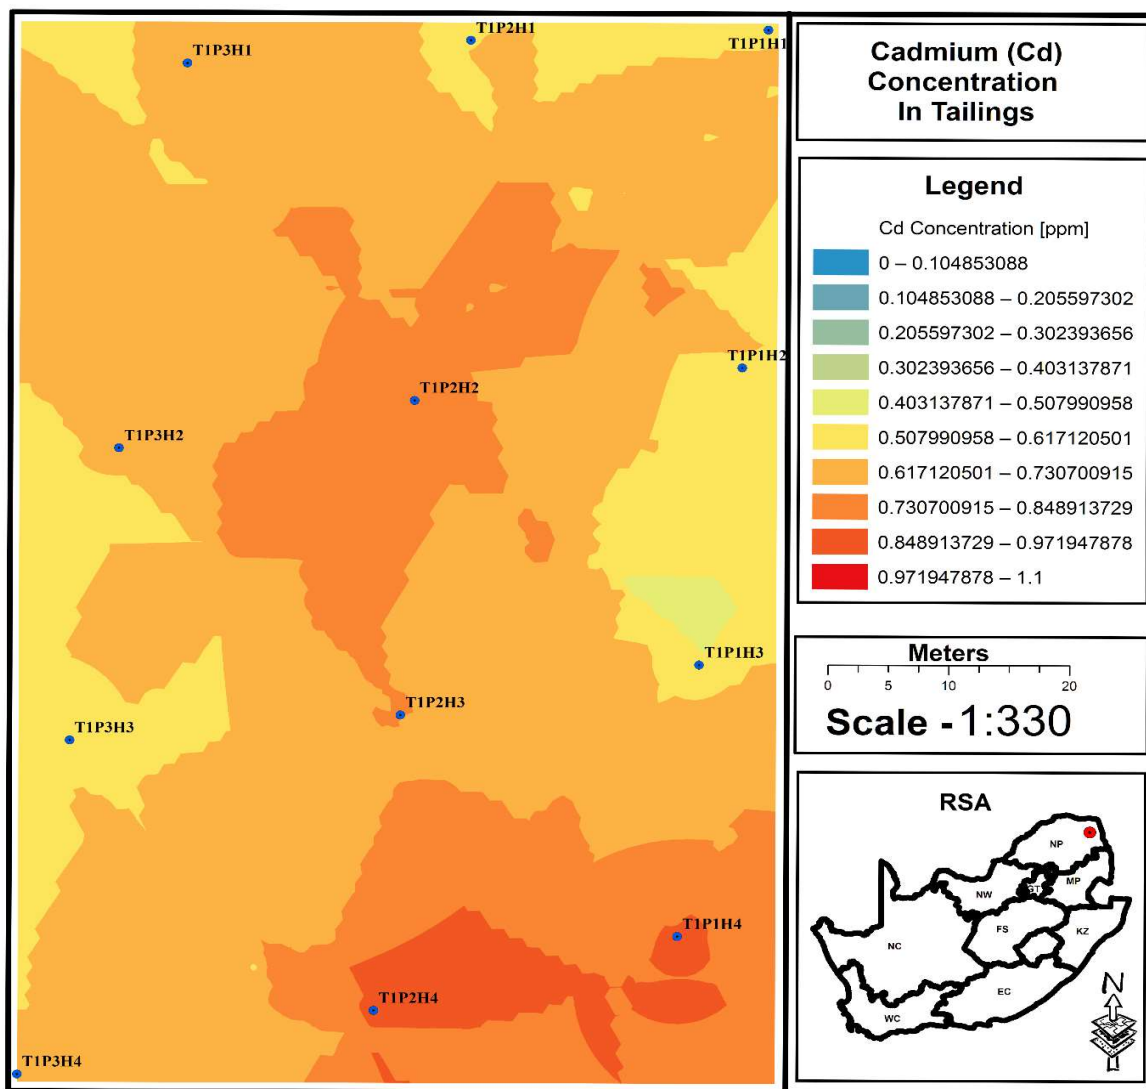 T1P3H1
T1P2H1
T1P1H1
T1P1H2
T1P2H2
T1P3H2
T1P1H3
T1P2H3
T1P3H3
T1P1H4
T1P2H4
T1P3H4
Cadmium (Cd)
Concentration
In Tailings
Legend
Cd Concentration [ppm]
0 – 0.104853088
0.104853088 – 0.205597302
0.205597302 – 0.302393656
0.302393656 – 0.403137871
0.403137871 – 0.507990958
0.507990958 – 0.617120501
0.617120501 – 0.730700915
0.730700915 – 0.848913729
0.848913729 – 0.971947878
0.971947878 – 1.1
Meters
0 5 10 20
Scale - 1:330
RSA
NP
MP
GT
NW
FS
KZ
NC
EC
WC
N